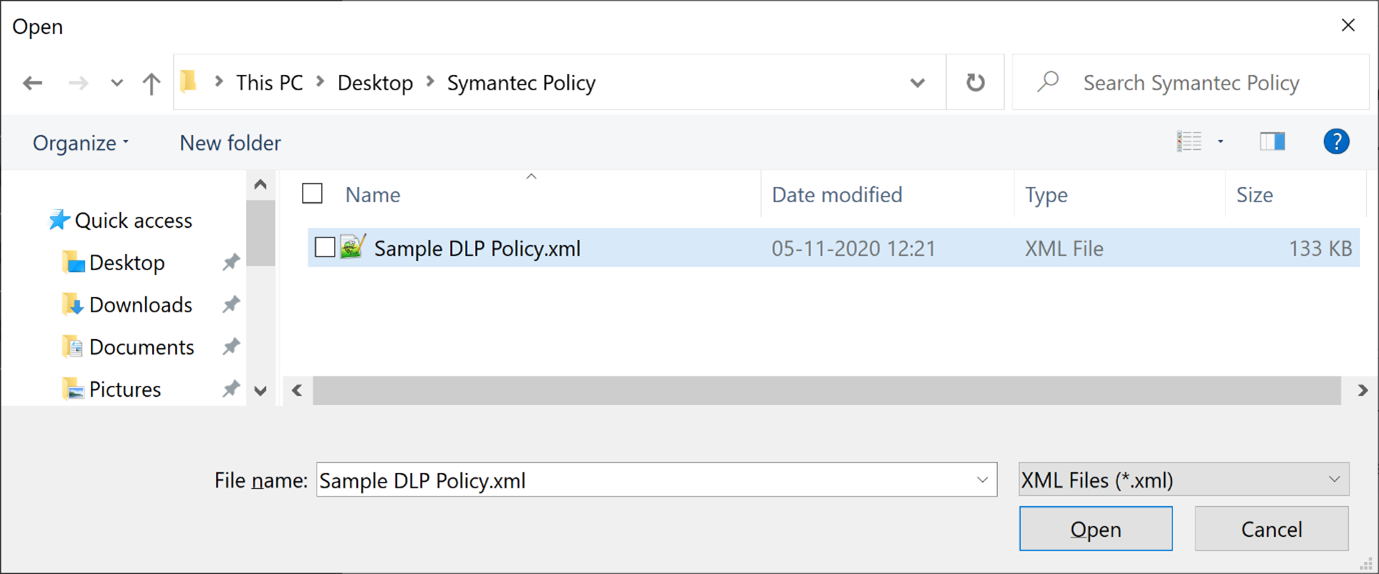 Open
This PC Desktop Symantec Policy
Search Symantec Policy
Organize New folder
?
Name Date modified Type Size
Quick access
Sample DLP Policy.xml 05-11-2020 12:21 XML File 133 KB
Desktop
Downloads
Documents
Pictures
File name: Sample DLP Policy.xml XML Files (*.xml)
Open Cancel